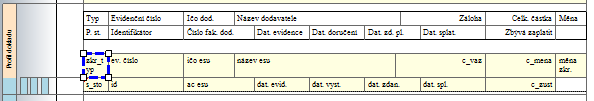 Typ Evidenční číslo Ičo dod. Název dodavatele Záloha Celk. částka Měna
P. st. Identifikátor Číslo fak. dod. Dat. evidence Dat. doručení Dat. zd. pl. Dat. splat. Zbývá zaplatit
Profil dokladu
zkr_t ev. číslo ičo esu název esu c_vaz c_mena měna
yp zkr.
s_sto id ac esu dat. evid. dat. vyst. dat. zdan. dat. spl. c_zust